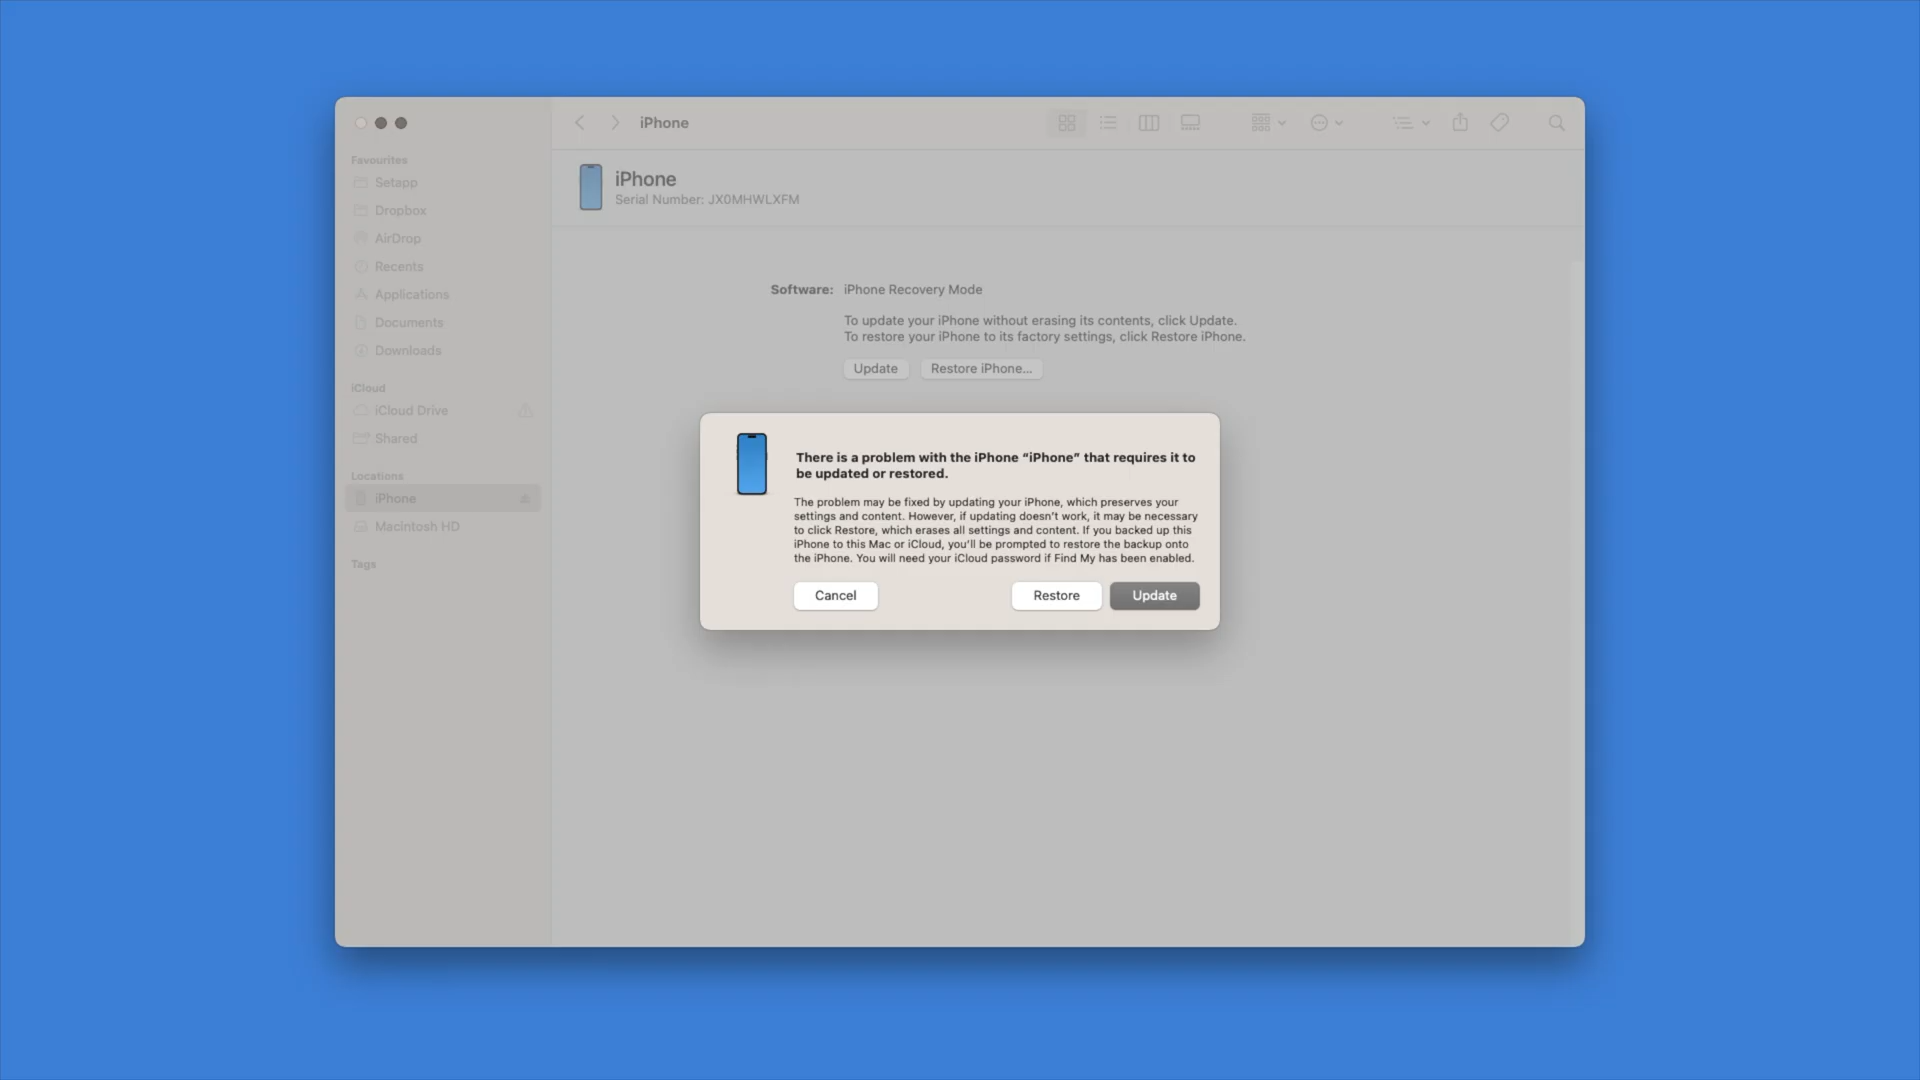 iPhone
Favourites
Setapp
Dropbox
AirDrop
Recents
Applications
Documents
Downloads
iCloud
iCloud Drive
Shared
Locations
iPhone
Macintosh HD
Tags
iPhone
Serial Number: JX0MHWLXFM
Software: iPhone Recovery Mode
To update your iPhone without erasing its contents, click Update.
To restore your iPhone to its factory settings, click Restore iPhone.
Update Restore iPhone...
There is a problem with the iPhone “iPhone” that requires it to
be updated or restored.
The problem may be fixed by updating your iPhone, which preserves your
settings and content. However, if updating doesn’t work, it may be necessary
to click Restore, which erases all settings and content. If you backed up this
iPhone to this Mac or iCloud, you’ll be prompted to restore the backup onto
the iPhone. You will need your iCloud password if Find My has been enabled.
Cancel Restore Update